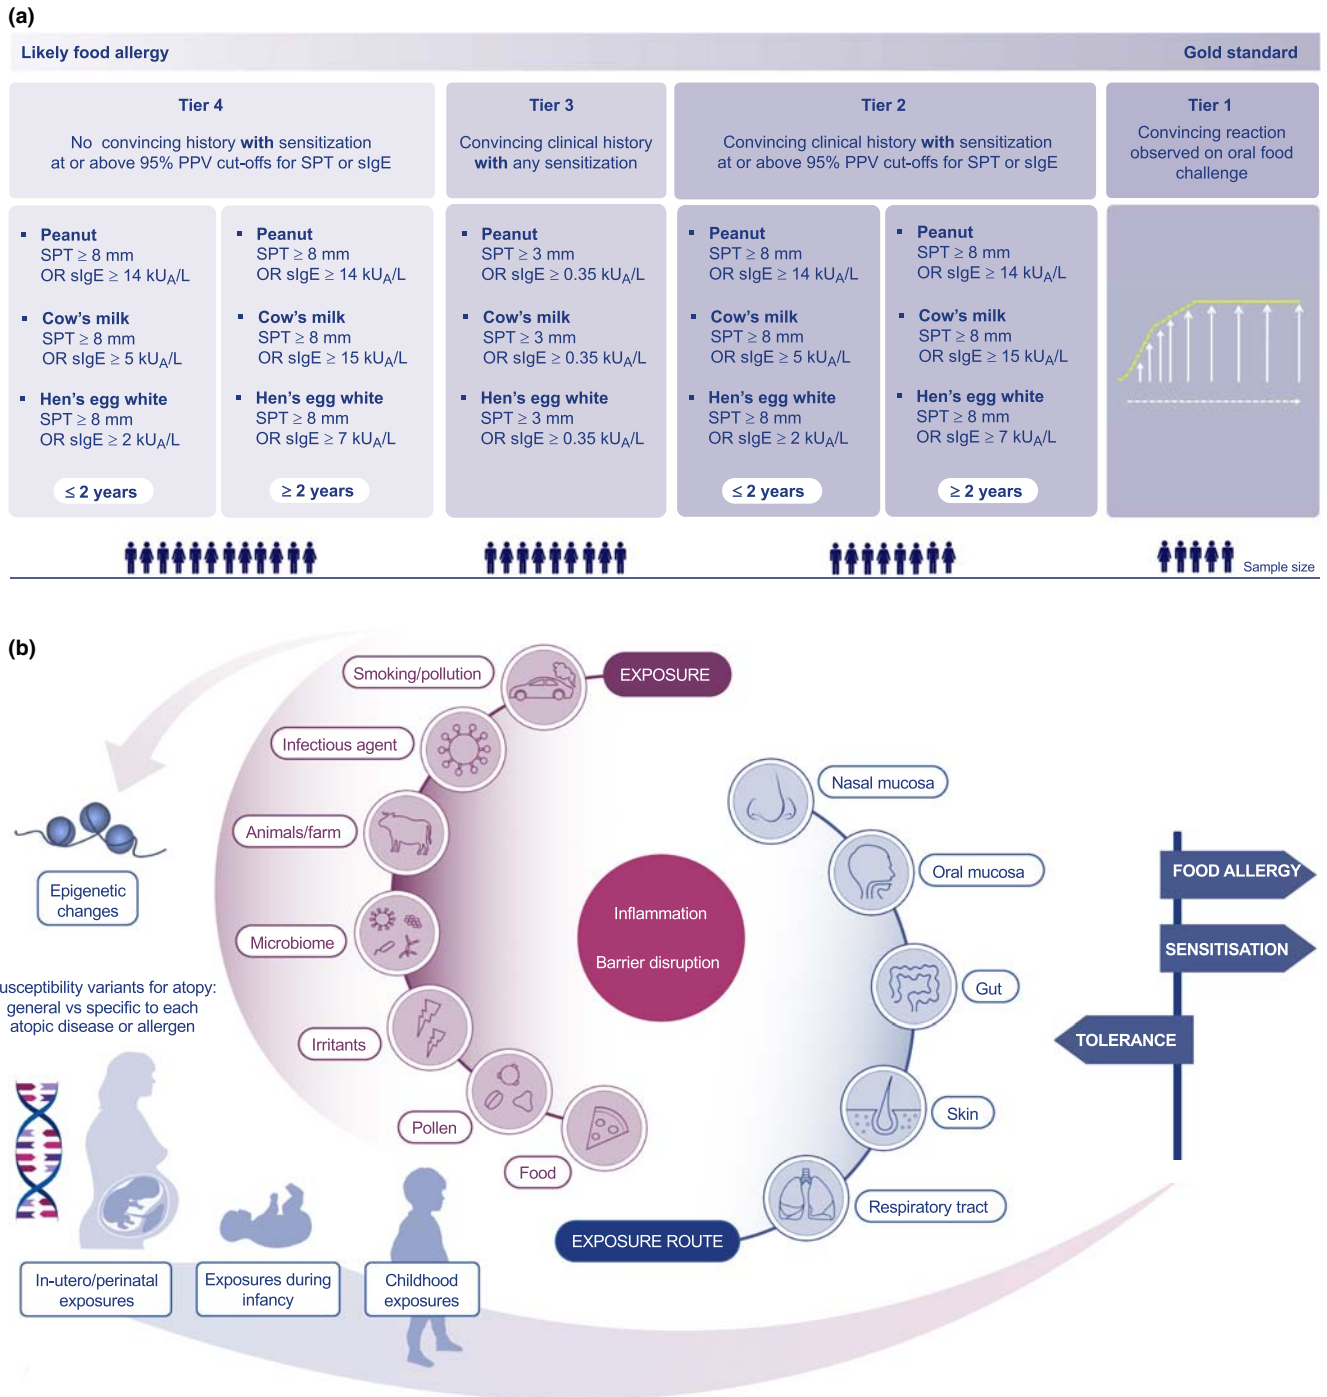 (a)
Likely food allergy
Gold standard
Tier 4
No convincing history with sensitization
at or above 95% PPV cut-offs for SPT or sIgE
Tier 3
Convincing clinical history
with any sensitization
Tier 2
Convincing clinical history with sensitization
at or above 95% PPV cut-offs for SPT or sIgE
Tier 1
Convincing reaction
observed on oral food
challenge
▪ Peanut
SPT ≥ 8 mm
OR sIgE ≥ 14 kUA/L
▪ Cow's milk
SPT ≥ 8 mm
OR sIgE ≥ 5 kUA/L
▪ Hen's egg white
SPT ≥ 8 mm
OR sIgE ≥ 2 kUA/L
≤ 2 years
▪ Peanut
SPT ≥ 8 mm
OR sIgE ≥ 14 kUA/L
▪ Cow's milk
SPT ≥ 8 mm
OR sIgE ≥ 15 kUA/L
▪ Hen's egg white
SPT ≥ 8 mm
OR sIgE ≥ 7 kUA/L
≥ 2 years
▪ Peanut
SPT ≥ 3 mm
OR sIgE ≥ 0.35 kUA/L
▪ Cow's milk
SPT ≥ 3 mm
OR sIgE ≥ 0.35 kUA/L
▪ Hen's egg white
SPT ≥ 3 mm
OR sIgE ≥ 0.35 kUA/L
▪ Peanut
SPT ≥ 8 mm
OR sIgE ≥ 14 kUA/L
▪ Cow's milk
SPT ≥ 8 mm
OR sIgE ≥ 5 kUA/L
▪ Hen's egg white
SPT ≥ 8 mm
OR sIgE ≥ 2 kUA/L
≤ 2 years
▪ Peanut
SPT ≥ 8 mm
OR sIgE ≥ 14 kUA/L
▪ Cow's milk
SPT ≥ 8 mm
OR sIgE ≥ 15 kUA/L
▪ Hen's egg white
SPT ≥ 8 mm
OR sIgE ≥ 7 kUA/L
≥ 2 years
Sample size
(b)
Smoking/pollution
EXPOSURE
Infectious agent
Animals/farm
Microbiome
Irritants
Pollen
Food
Inflammation
Barrier disruption
Nasal mucosa
Oral mucosa
Gut
Skin
Respiratory tract
EXPOSURE ROUTE
FOOD ALLERGY
SENSITISATION
TOLERANCE
Epigenetic
changes
usceptibility variants for atopy:
general vs specific to each
atopic disease or allergen
In-utero/perinatal
exposures
Exposures during
infancy
Childhood
exposures